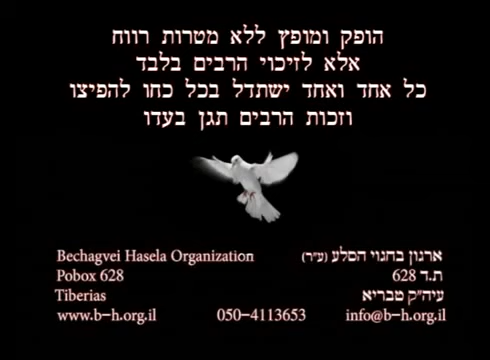 הופק ומופץ ללא מטרות רווח
אלא לזיכוי הרבים בלבד
כל אחד ואחד ישתדל בכל כחו להפיצו
וזכות הרבים תגן בעדו
Bechagvei Hasela Organization ארגון בחגוי הסלע (ע״ר)
Pobox 628 ת.ד 628
Tiberias עיה״ק טבריא
www.b-h.org.il 050-4113653 info@b-h.org.il